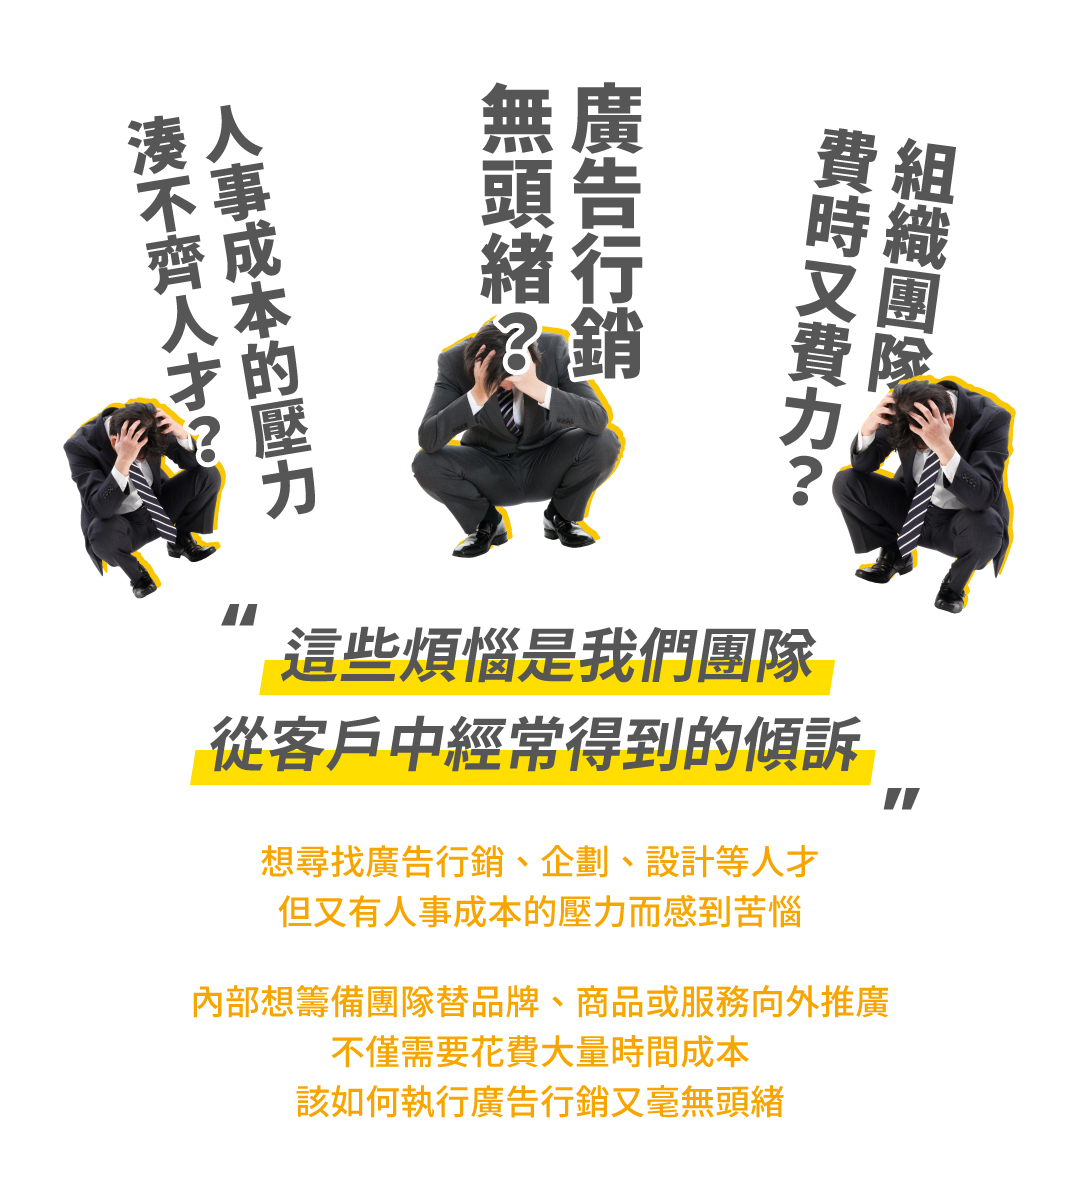 人事成本的壓力
湊不齊人才？
廣告行銷
無頭緒？
組織團隊
費時又費力？
“這些煩惱是我們團隊
從客戶中經常得到的傾訴”
想尋找廣告行銷、企劃、設計等人才
但又有人事成本的壓力而感到苦惱
內部想籌備團隊替品牌、商品或服務向外推廣
不僅需要花費大量時間成本
該如何執行廣告行銷又毫無頭緒